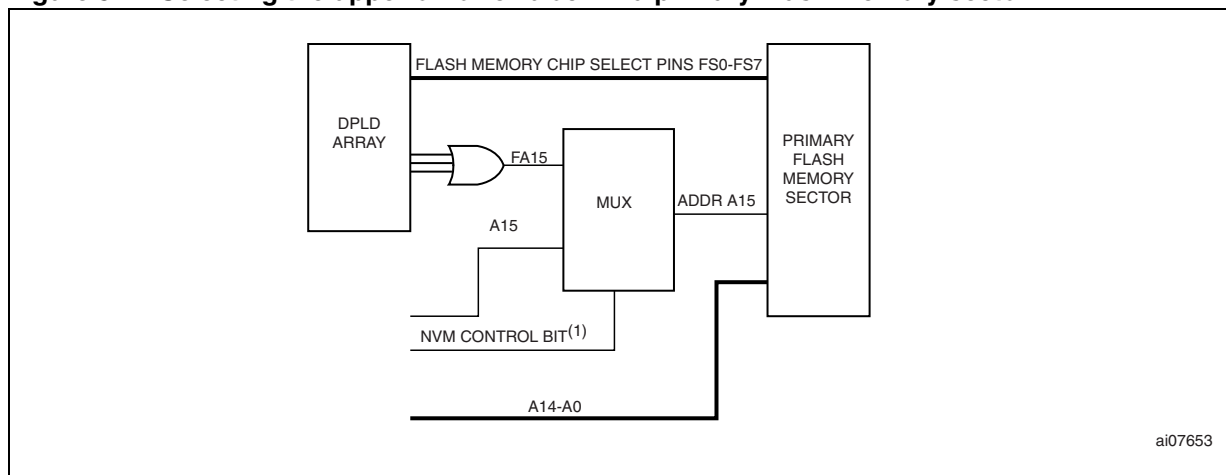 FLASH MEMORY CHIP SELECT PINS FS0-FS7
DPLD
ARRAY
FA15
MUX
A15
ADDR A15
PRIMARY
FLASH
MEMORY
SECTOR
NVM CONTROL BIT(1)
A14-A0
ai07653